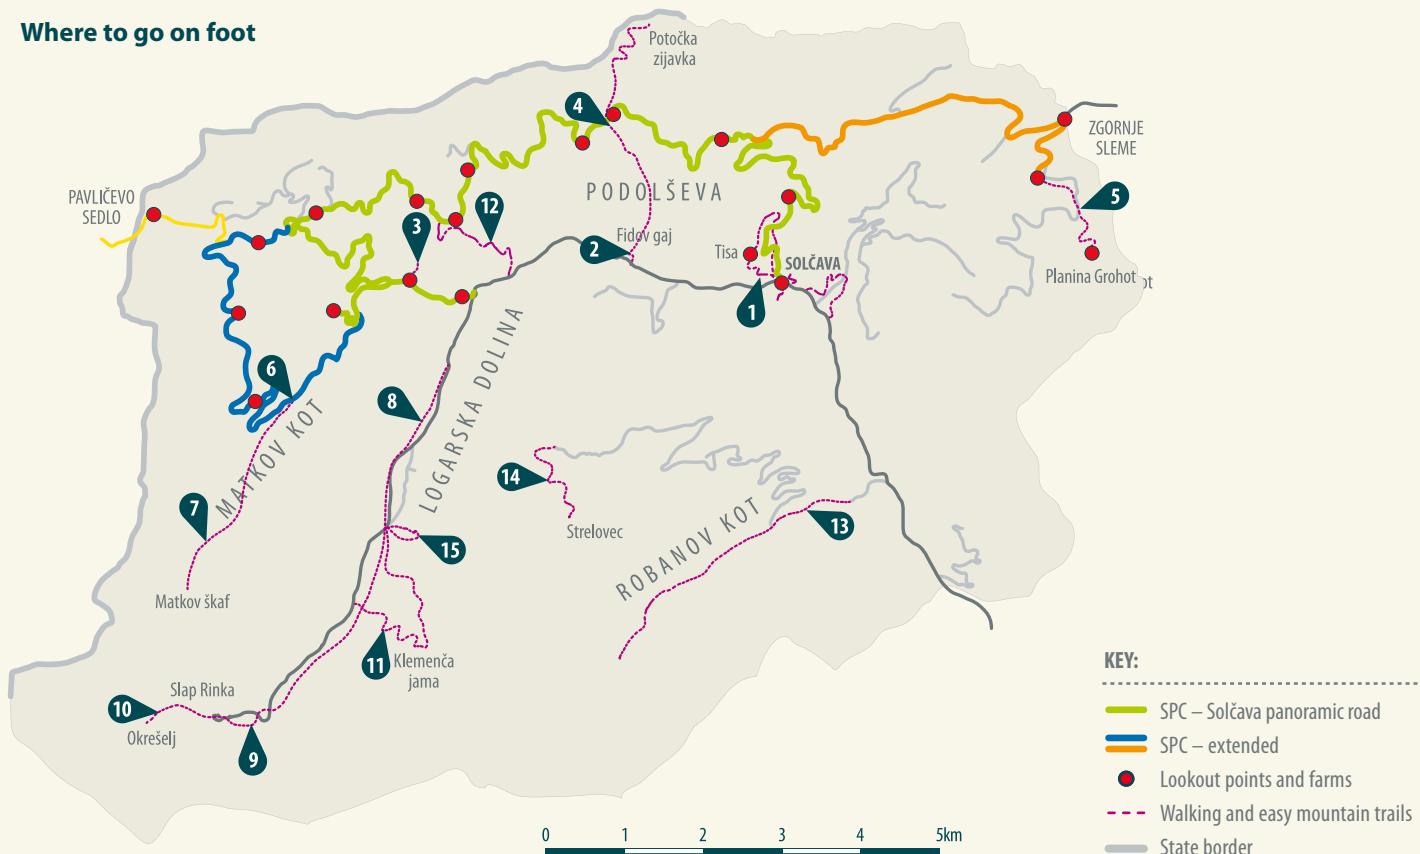 Where to go on foot
Potočka
zijavka
4
ZGORNJE
SLEME
PAVLIČEVO
SEDLO
PODOLŠEVA
5
12
3
2
Fidov gaj
Tisa
SOLČAVA
Planina Grohot
ot
1
6
8
LOGARSKA DOLINA
MATKOV KOT
14
7
Strelovec
13
15
ROBANOV KOT
Matkov škaf
11
Klemenča
jama
Slap Rinka
10
Okrešelj
9
KEY:
SPC – Solčava panoramic road
SPC – extended
Lookout points and farms
Walking and easy mountain trails
State border
0 1 2 3 4 5km